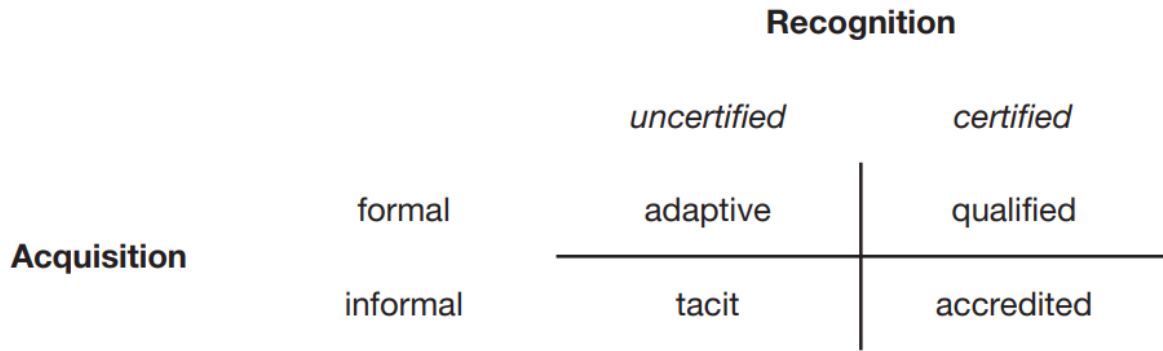 Recognition
uncertified certified
formal adaptive qualified
Acquisition
informal tacit accredited